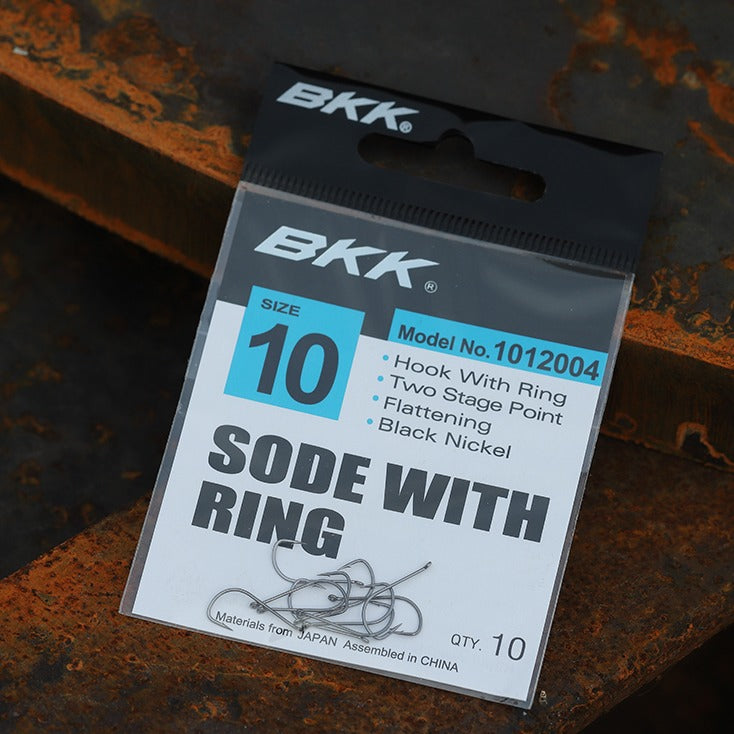 BKK®
BKK®
SIZE
10
Model No. 1012004
• Hook With Ring
• Two Stage Point
• Flattening
• Black Nickel
SODE WITH
RING
Materials from JAPAN Assembled in CHINA
QTY. 10